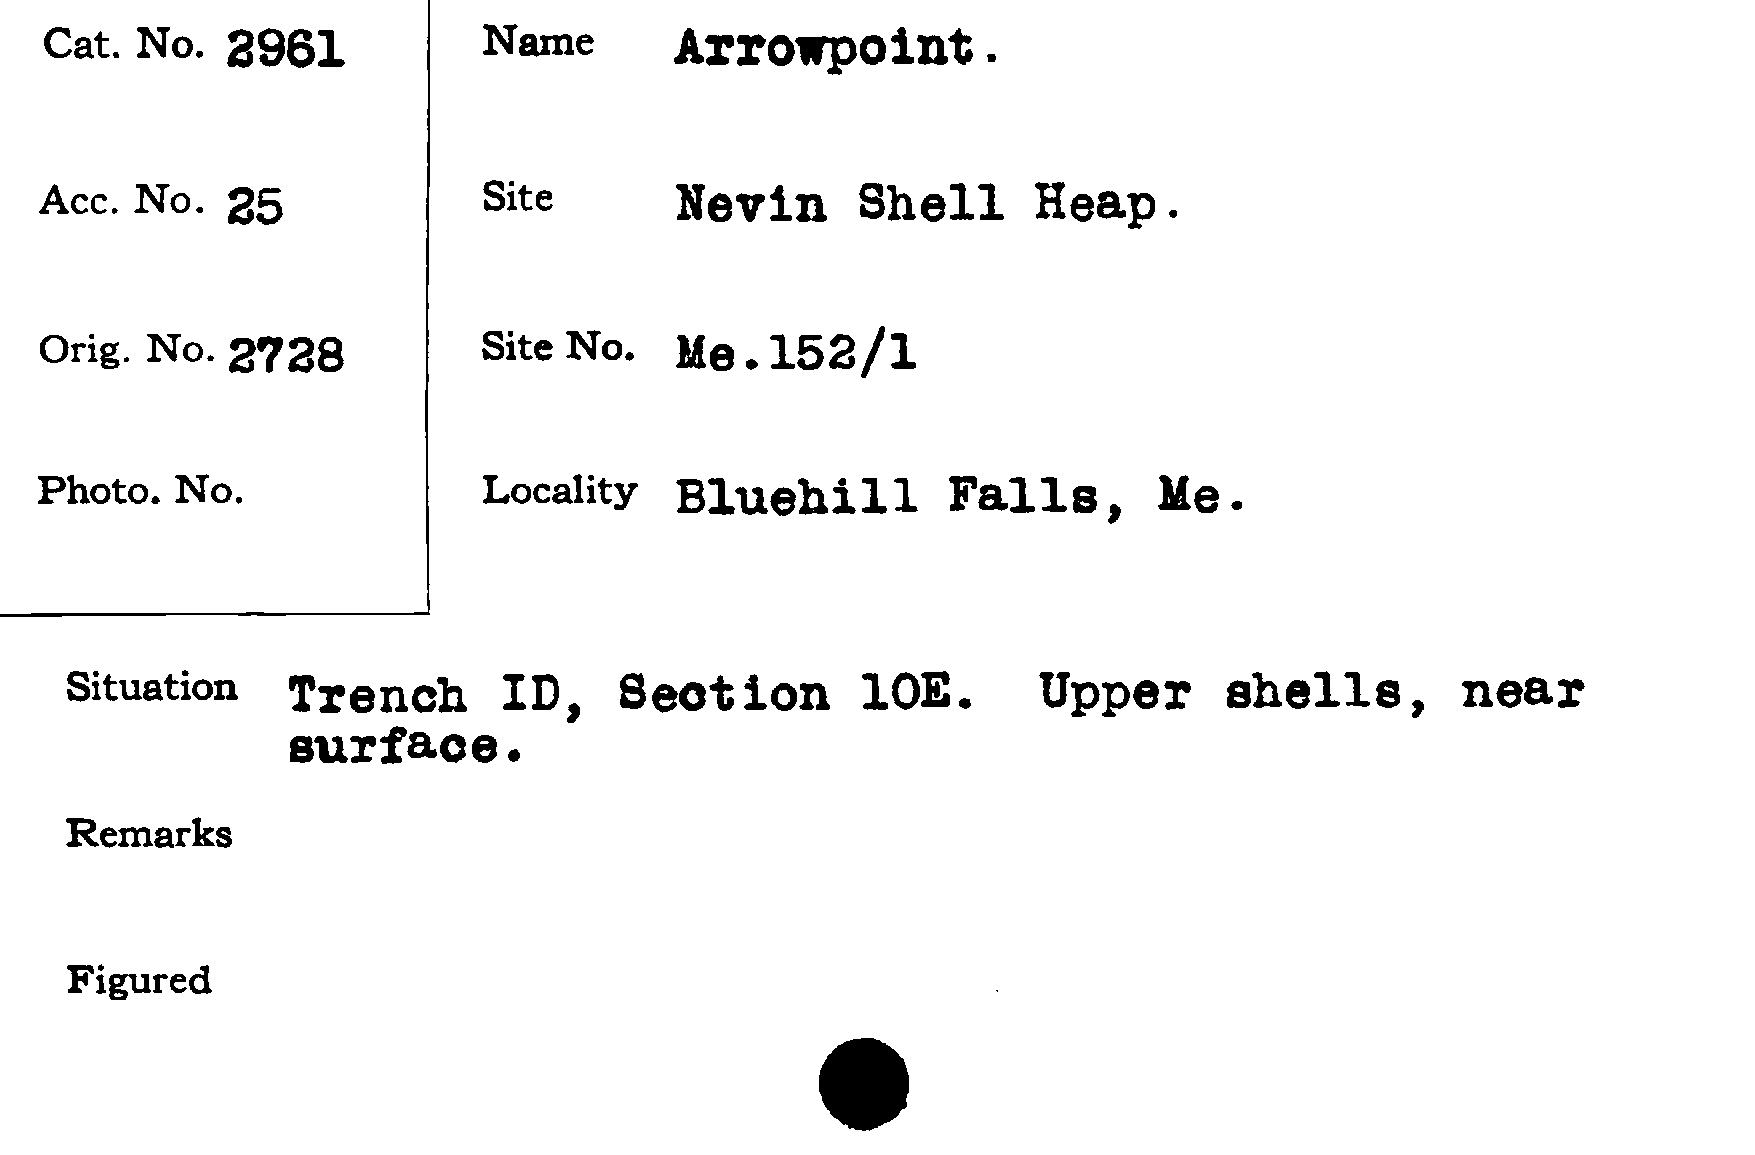 Cat. No. 2961
Acc. No. 25
Orig. No. 2728
Photo. No.
Name Arrowpoint.
Site Nevin Shell Heap.
Site No. Me.152/1
Locality Bluehill Falls, Me.
Situation Trench ID, Section 10E. Upper shells, near
surface.
Remarks
Figured